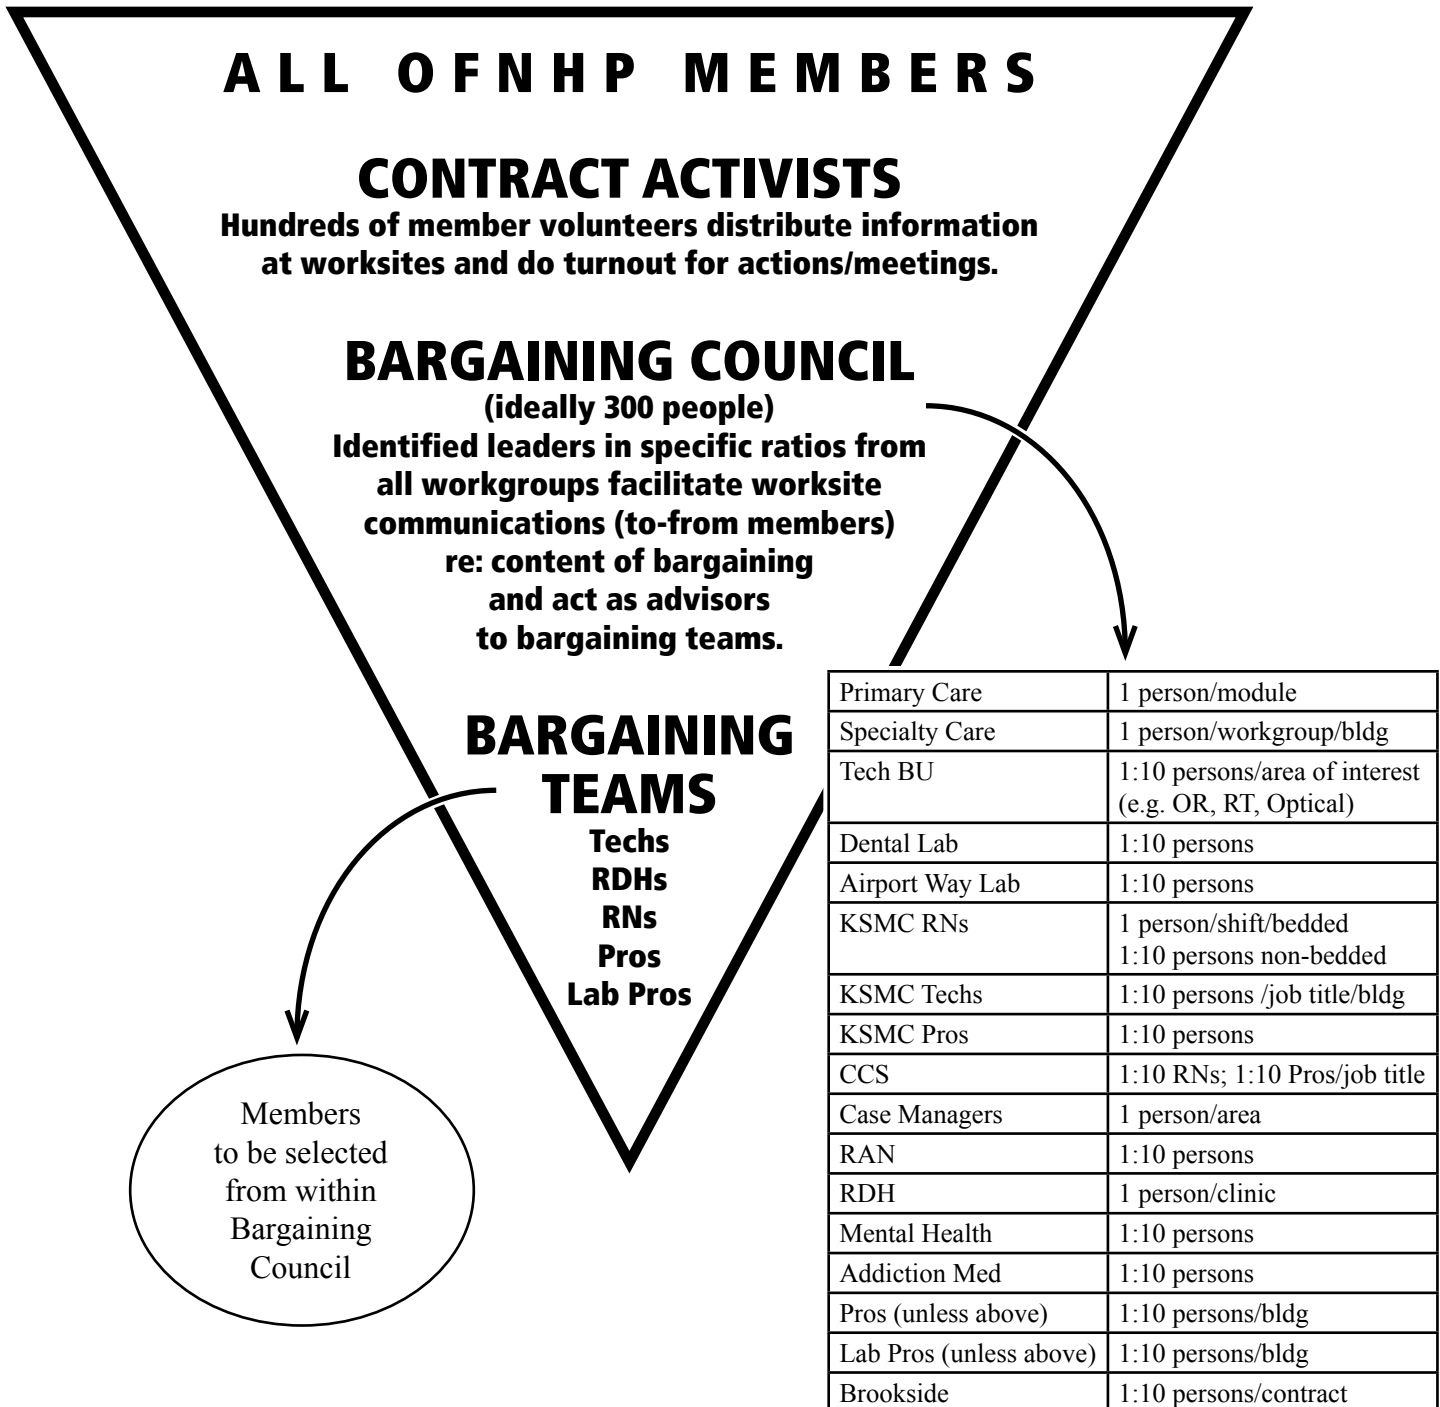 ALL OFNHP MEMBERS
CONTRACT ACTIVISTS
Hundreds of member volunteers distribute information
at worksites and do turnout for actions/meetings.
BARGAINING COUNCIL
(ideally 300 people)
Identified leaders in specific ratios from
all workgroups facilitate worksite
communications (to-from members)
re: content of bargaining
and act as advisors
to bargaining teams.
BARGAINING
TEAMS
Techs
RDHs
RNs
Pros
Lab Pros
Members
to be selected
from within
Bargaining
Council
Primary Care 1 person/module
Specialty Care 1 person/workgroup/bldg
Tech BU 1:10 persons/area of interest
(e.g. OR, RT, Optical)
Dental Lab 1:10 persons
Airport Way Lab 1:10 persons
KSMC RNs 1 person/shift/bedded
1:10 persons non-bedded
KSMC Techs 1:10 persons /job title/bldg
KSMC Pros 1:10 persons
CCS 1:10 RNs; 1:10 Pros/job title
Case Managers 1 person/area
RAN 1:10 persons
RDH 1 person/clinic
Mental Health 1:10 persons
Addiction Med 1:10 persons
Pros (unless above) 1:10 persons/bldg
Lab Pros (unless above) 1:10 persons/bldg
Brookside 1:10 persons/contract